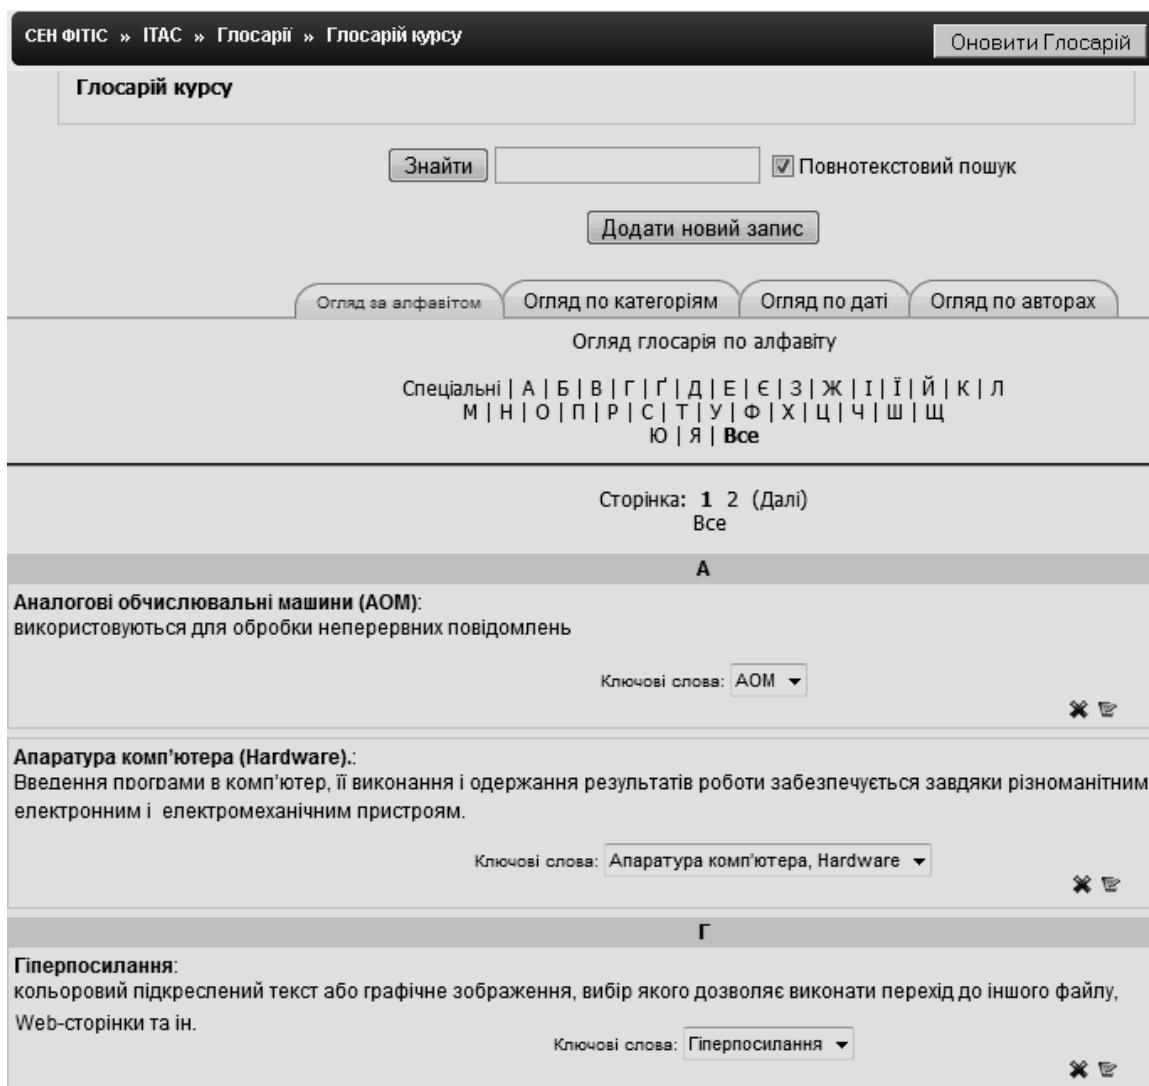 СЕН ФІТІС » ІТАС » Глосарії » Глосарій курсу
Оновити Глосарій
Глосарій курсу
Знайти Повнотекстовий пошук
Додати новий запис
Огляд за алфавітом Огляд по категоріям Огляд по даті Огляд по авторах
Огляд глосарія по алфавіту
Спеціальні | А | Б | В | Г | Ґ | Д | Е | Є | З | Ж | І | Ї | Й | К | Л
М | Н | О | П | Р | С | Т | У | Ф | Х | Ц | Ч | Ш | Щ
Ю | Я | Все
Сторінка: 1 2 (Далі)
Все
А
Аналогові обчислювальні машини (АОМ):
використовуються для обробки неперервних повідомлень
Ключові слова: АОМ
Апаратура комп'ютера (Hardware).:
Введення програми в комп'ютер, її виконання і одержання результатів роботи забезпечується завдяки різноманітним
електронним і електромеханічним пристроям.
Ключові слова: Апаратура комп'ютера, Hardware
Г
Гіперпосилання:
кольоровий підкреслений текст або графічне зображення, вибір якого дозволяє виконати перехід до іншого файлу,
Web-сторінки та ін.
Ключові слова: Гіперпосилання